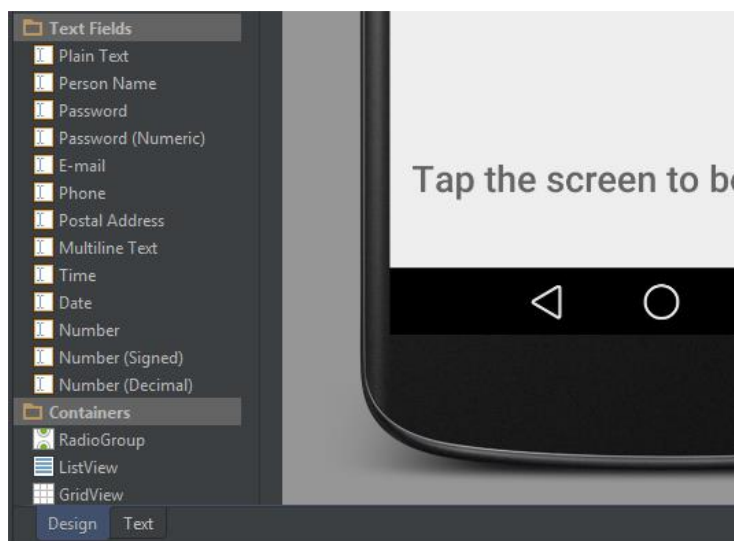 Text Fields
Plain Text
Person Name
Password
Password (Numeric)
E-mail
Phone
Postal Address
Multiline Text
Time
Date
Number
Number (Signed)
Number (Decimal)
Containers
RadioGroup
ListView
GridView
Design Text
Tap the screen to